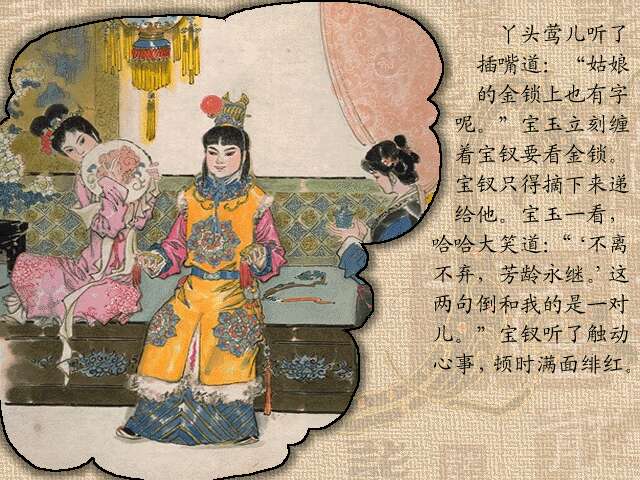 丫头莺儿听了
插嘴道：“姑娘
的金锁上也有字
呢。”宝玉立刻缠
着宝钗要看金锁。
宝钗只得摘下来递
给他。宝玉一看，
哈哈大笑道：“‘不离
不弃，芳龄永继。’这
两句倒和我的是一对
儿。”宝钗听了触动
心事，顿时满面绯红。